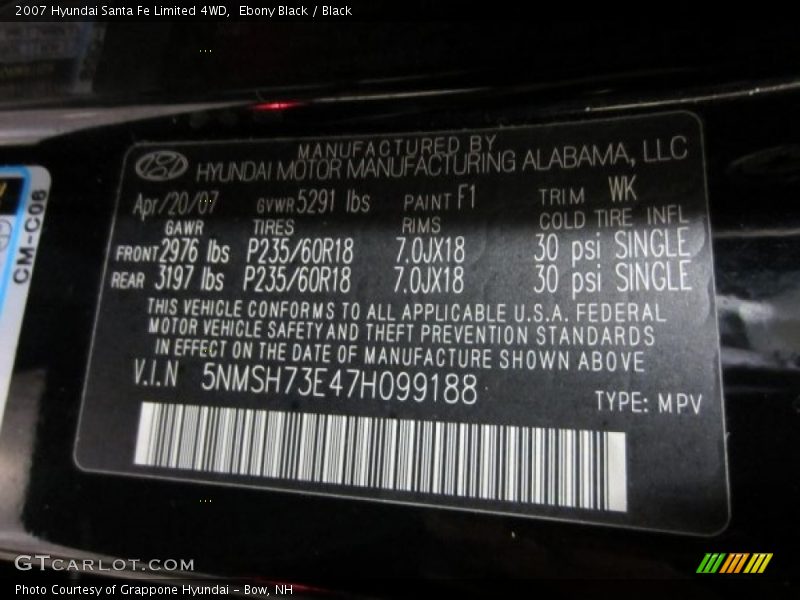 2007 Hyundai Santa Fe Limited 4WD,  Ebony Black / Black
CM-C06
MANUFACTURED BY
HYUNDAI MOTOR MANUFACTURING ALABAMA, LLC
Apr/20/07 GVWR 5291 lbs PAINT F1 TRIM WK
GAWR TIRES RIMS COLD TIRE INFL
FRONT 2976 lbs P235/60R18 7.0JX18 30 psi SINGLE
REAR 3197 lbs P235/60R18 7.0JX18 30 psi SINGLE
THIS VEHICLE CONFORMS TO ALL APPLICABLE U.S.A. FEDERAL
MOTOR VEHICLE SAFETY AND THEFT PREVENTION STANDARDS
IN EFFECT ON THE DATE OF MANUFACTURE SHOWN ABOVE
V.I.N 5NMSH73E47H099188
TYPE: MPV
GTCARLOT.COM
Photo Courtesy of Grappone Hyundai - Bow, NH